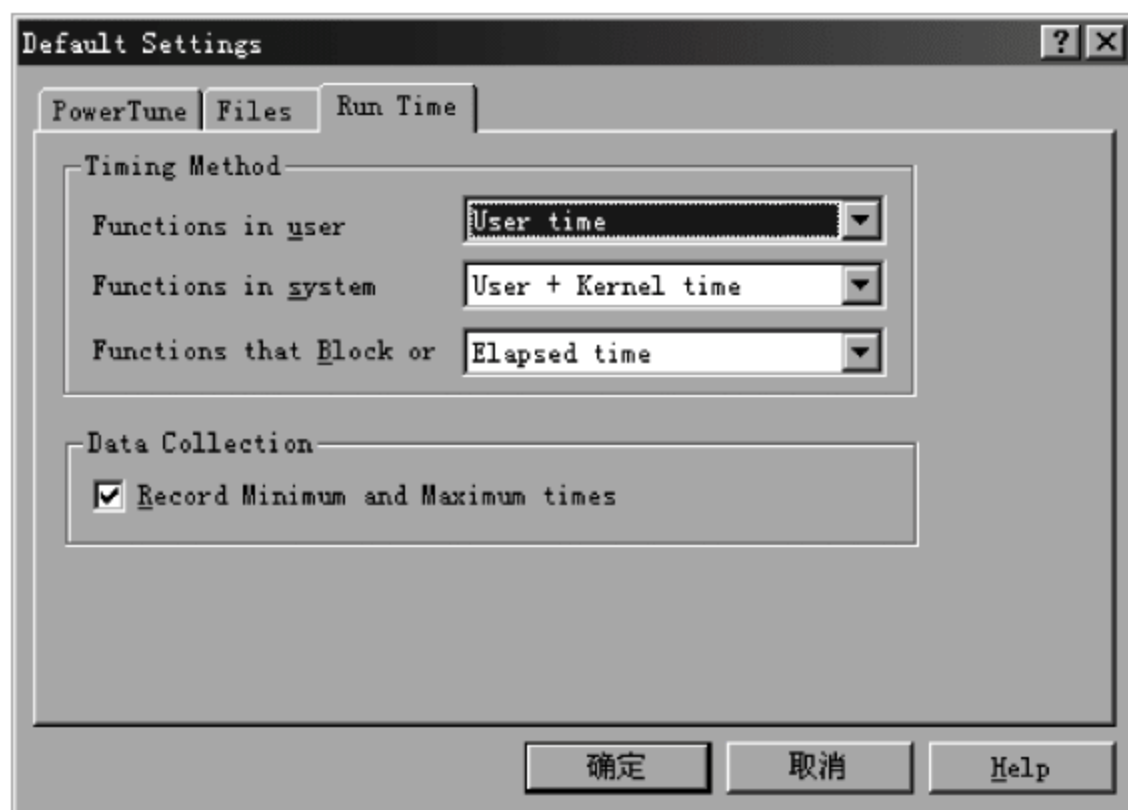 Default Settings
PowerTune Files Run Time
Timing Method
Functions in user User time
Functions in system User + Kernel time
Functions that Block or Elapsed time
Data Collection
Record Minimum and Maximum times
确定 取消 Help